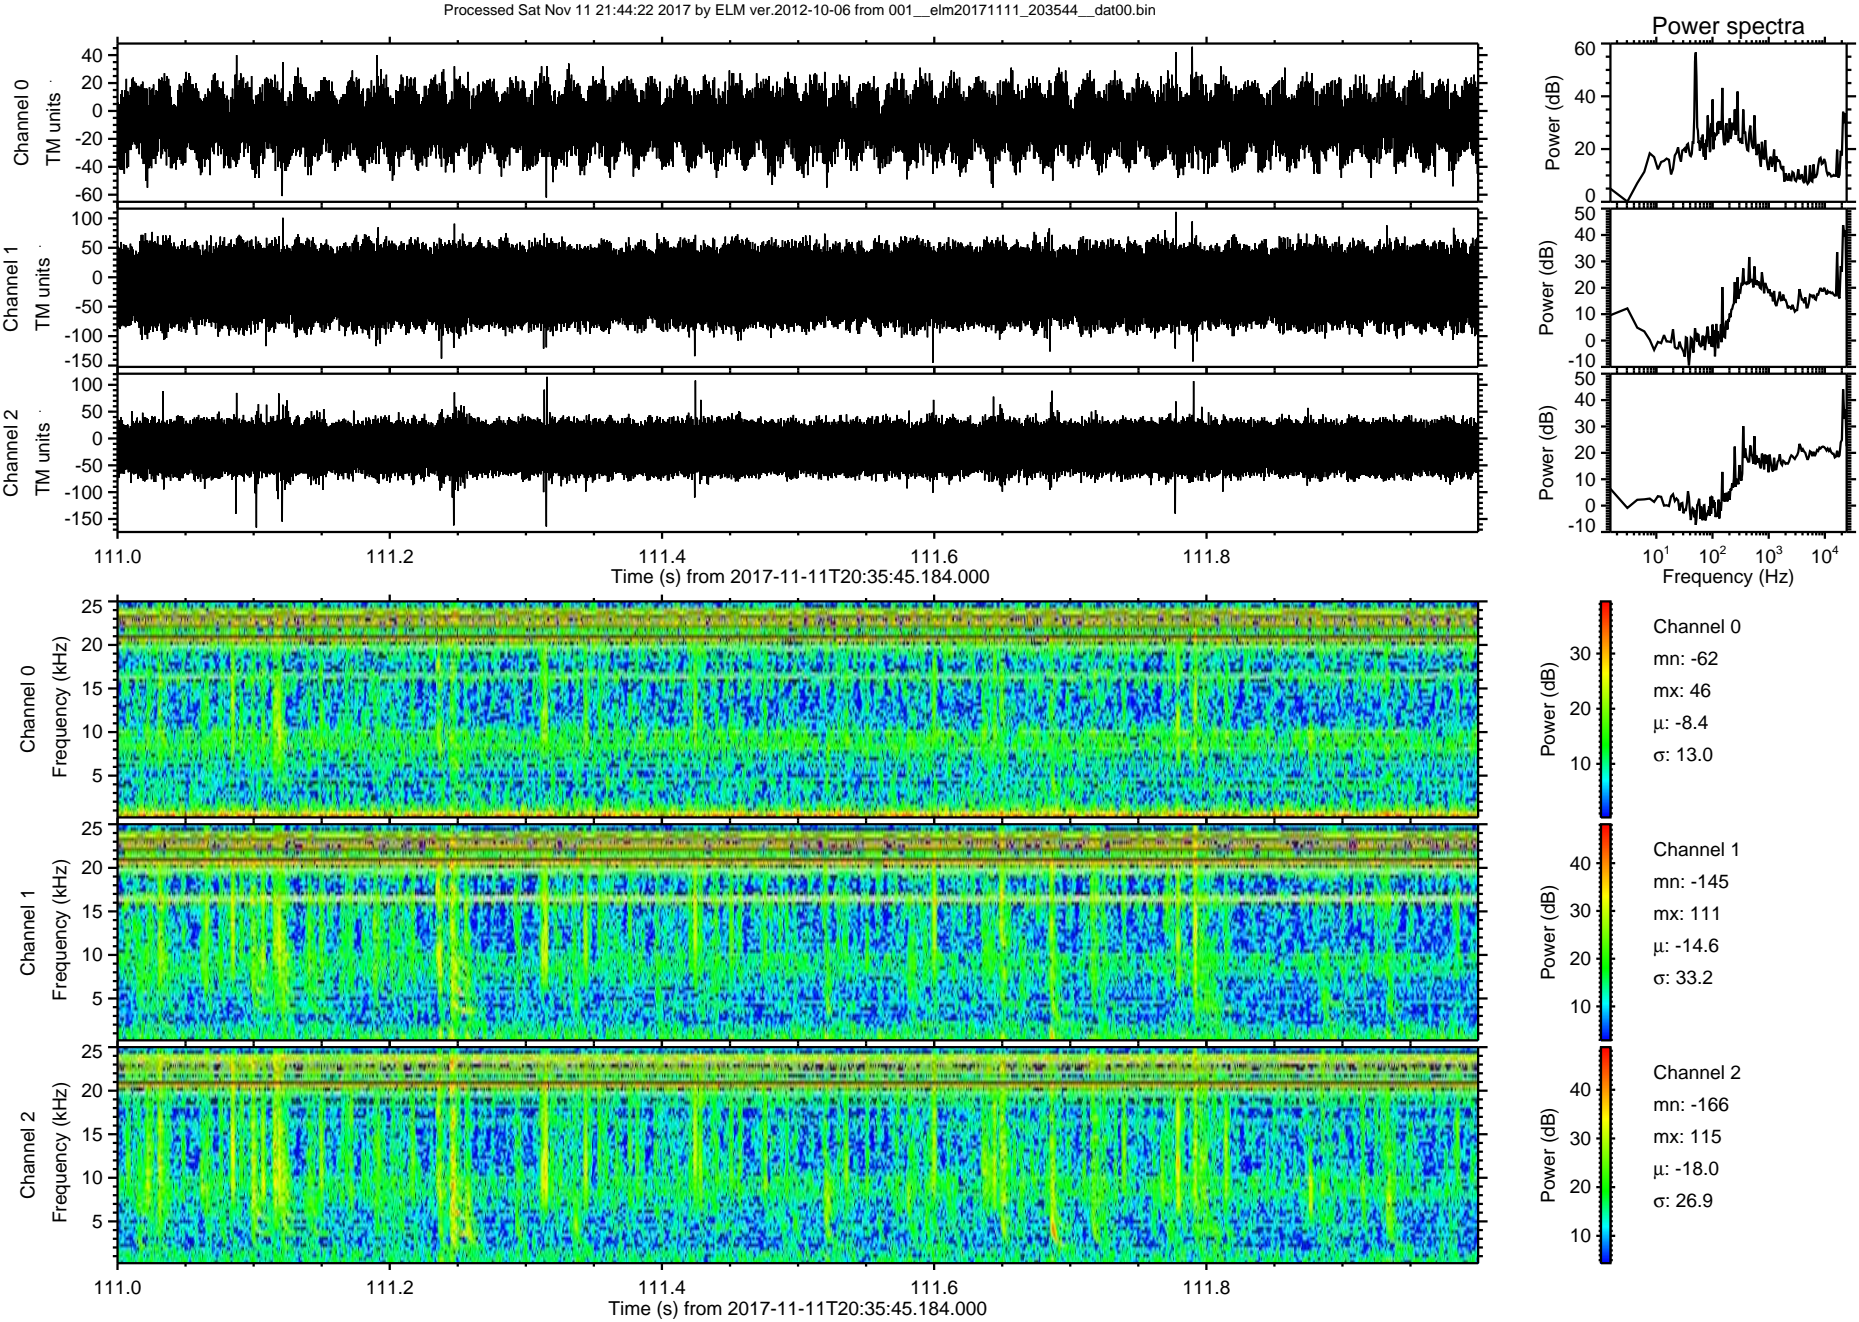 Processed Sat Nov 11 21:44:22 2017 by ELM ver.2012-10-06 from 001__elm20171111_203544__dat00.bin
Power spectra
Channel 0
TM units
40
20
0
-20
-40
-60
Power (dB)
60
40
20
0
Channel 1
TM units
100
50
0
-50
-100
-150
Power (dB)
50
40
30
20
10
0
-10
Channel 2
TM units
100
50
0
-50
-100
-150
Power (dB)
50
40
30
20
10
0
-10
111.0 111.2 111.4 111.6 111.8
Time (s) from 2017-11-11T20:35:45.184.000
10¹ 10² 10³ 10⁴
Frequency (Hz)
Channel 0
Frequency (kHz)
25
20
15
10
5
Power (dB)
30
20
10
Channel 0
mn: -62
mx: 46
μ: -8.4
σ: 13.0
Channel 1
Frequency (kHz)
25
20
15
10
5
Power (dB)
40
30
20
10
Channel 1
mn: -145
mx: 111
μ: -14.6
σ: 33.2
Channel 2
Frequency (kHz)
25
20
15
10
5
Power (dB)
40
30
20
10
Channel 2
mn: -166
mx: 115
μ: -18.0
σ: 26.9
111.0 111.2 111.4 111.6 111.8
Time (s) from 2017-11-11T20:35:45.184.000